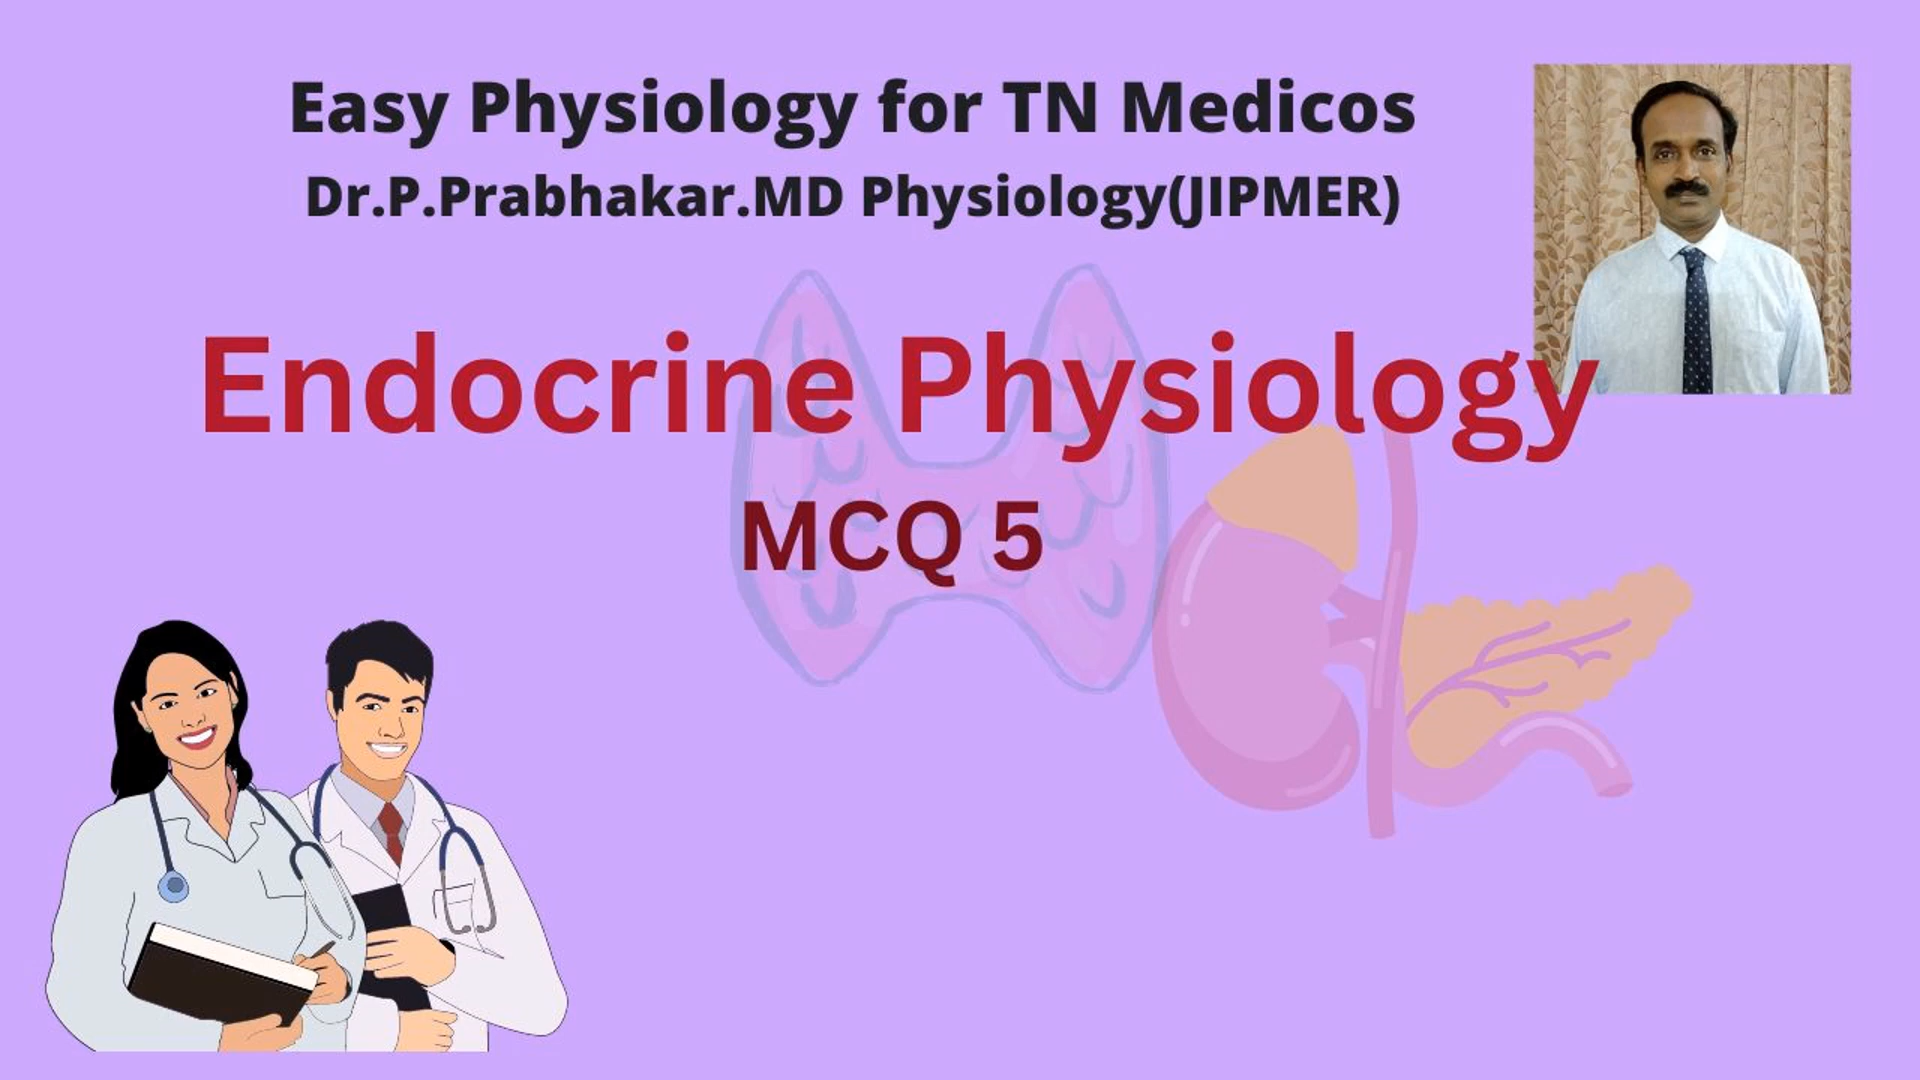 Easy Physiology for TN Medicos
Dr.P.Prabhakar.MD Physiology(JIPMER)
Endocrine Physiology
MCQ 5